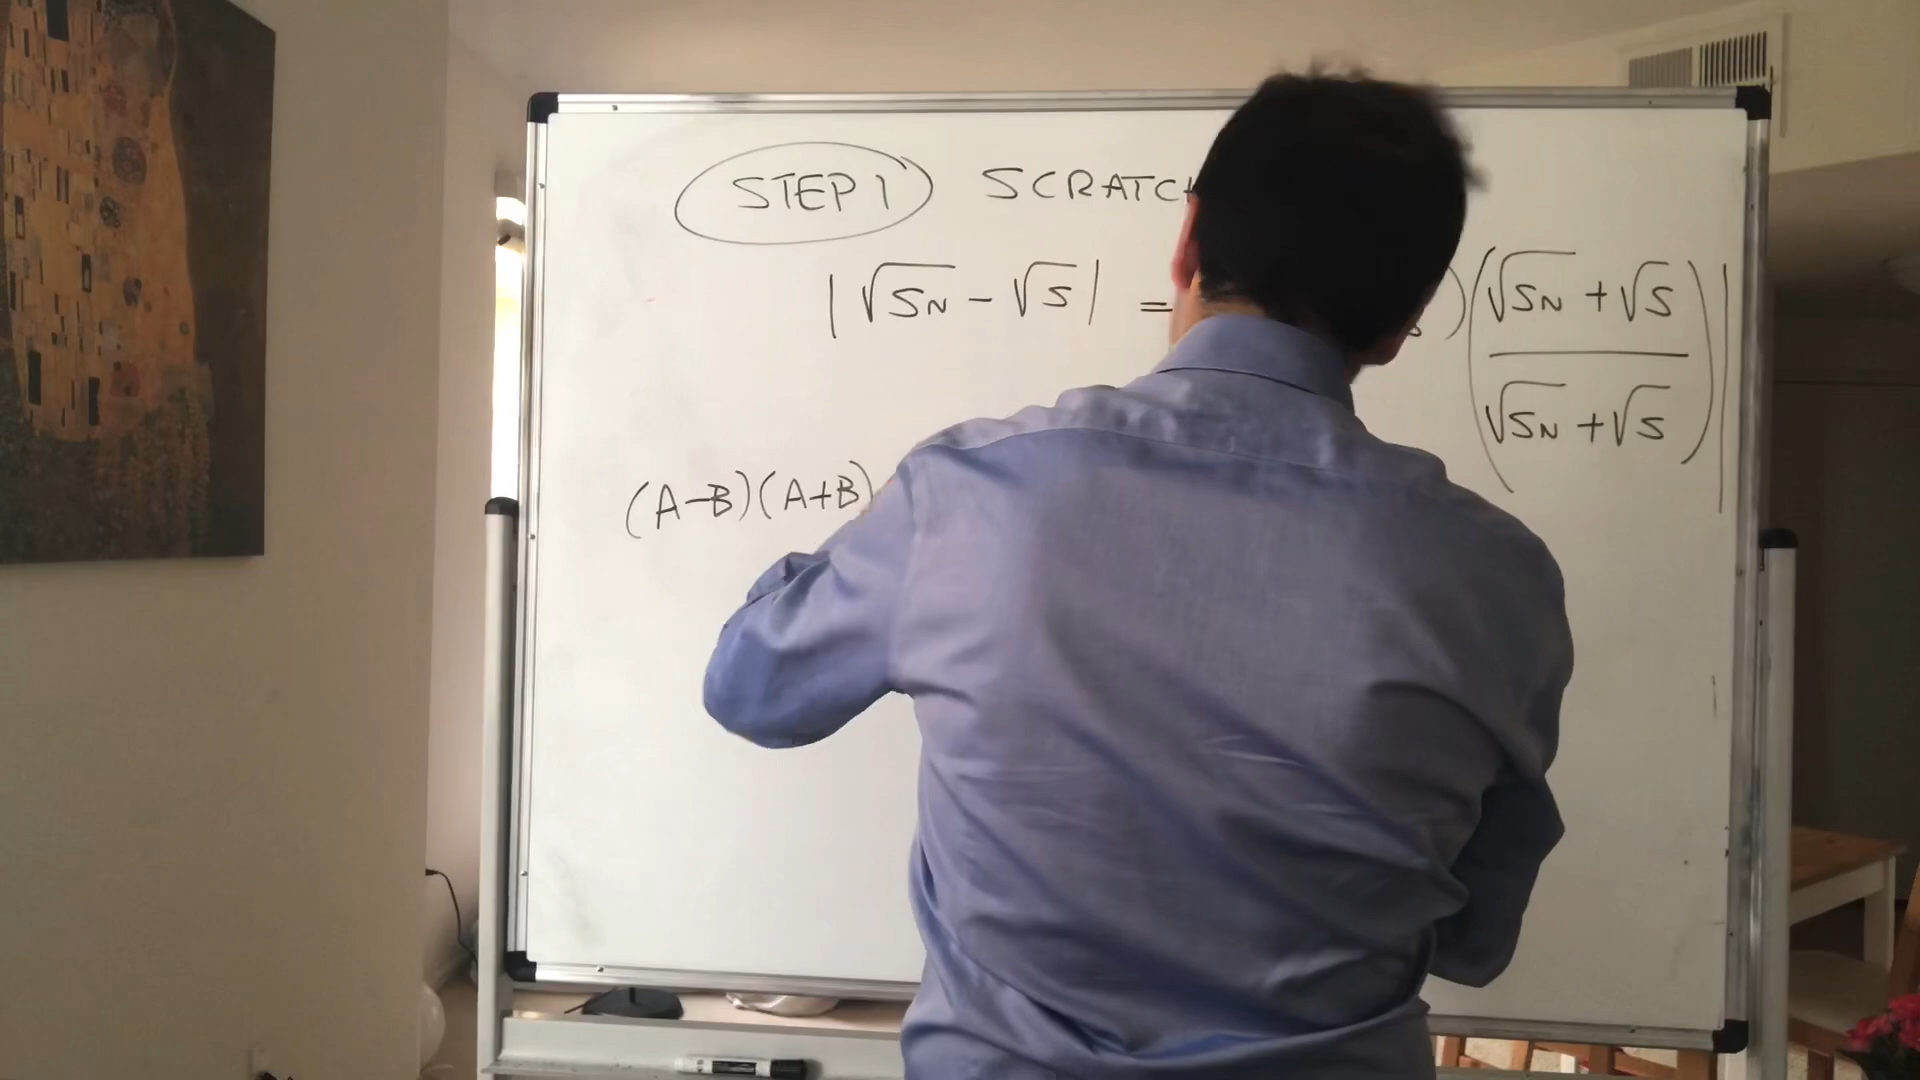 STEP 1 SCRATCH
|√SN - √S| = )(√SN + √S / √SN + √S)|
(A-B)(A+B)